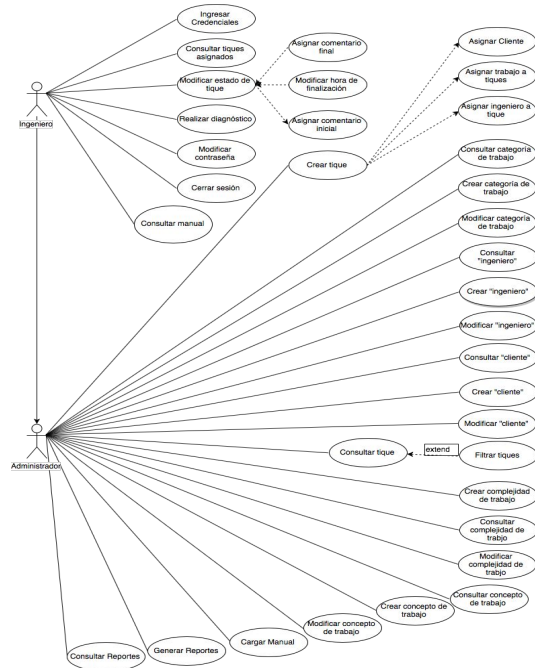 Ingresar
Credenciales
Consultar tiques
asignados
Modificar estado de
tique
Realizar diagnóstico
Modificar
contraseña
Cerrar sesión
Consultar manual
Ingeniero
Asignar comentario
final
Modificar hora de
finalización
Asignar comentario
inicial
Crear tique
Asignar Cliente
Asignar trabajo a
tiques
Asignar ingeniero a
tique
Consultar categoría
de trabajo
Crear categoría de
trabajo
Modificar categoría
de trabajo
Consultar
"ingeniero"
Crear "ingeniero"
Modificar "ingeniero"
Consultar "cliente"
Crear "cliente"
Modificar "cliente"
Administrador
Consultar tique
extend
Filtrar tiques
Crear complejidad
de trabajo
Consultar
complejidad de
trabjo
Modificar
complejidad de
trabjo
Consultar concepto
de trabajo
Crear concepto de
trabajo
Modificar concepto
de trabajo
Cargar Manual
Generar Reportes
Consultar Reportes